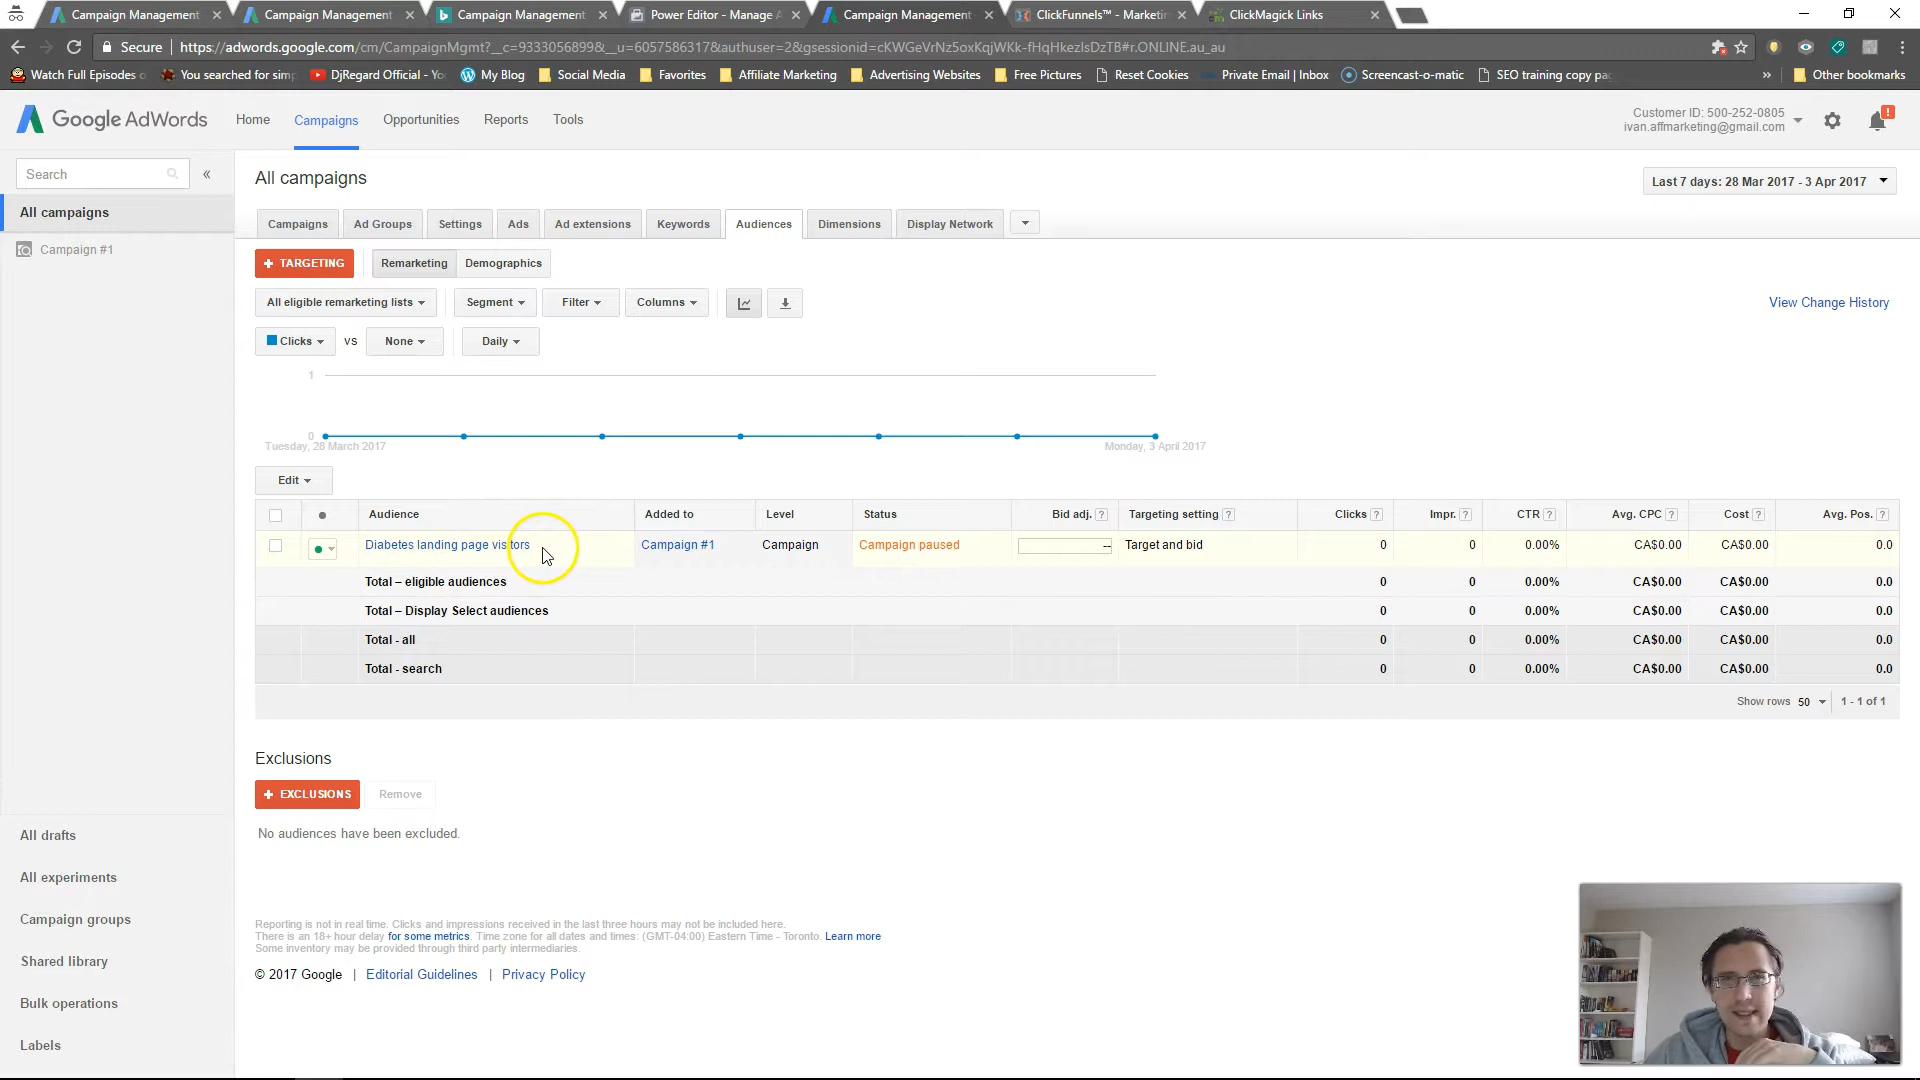 Campaign Management
Campaign Management
Campaign Management
Power Editor - Manage A
Campaign Management
ClickFunnels™ - Marketin
ClickMagick Links
Secure
https://adwords.google.com/cm/CampaignMgmt?__c=9333056899&__u=6057586317&authuser=2&gsessionid=cKWGeVrNz5oxKqjWKk-fHqHkezlsDzTB#r.ONLINE.au_au
Watch Full Episodes o
You searched for simp
DjRegard Official - Yo
My Blog
Social Media
Favorites
Affiliate Marketing
Advertising Websites
Free Pictures
Reset Cookies
Private Email | Inbox
Screencast-o-matic
SEO training copy pag
»
Other bookmarks
Google AdWords
Home
Campaigns
Opportunities
Reports
Tools
Customer ID: 500-252-0805
ivan.affmarketing@gmail.com
!
Search
«
All campaigns
Campaign #1
All campaigns
Last 7 days: 28 Mar 2017 - 3 Apr 2017
Campaigns
Ad Groups
Settings
Ads
Ad extensions
Keywords
Audiences
Dimensions
Display Network
+ TARGETING
Remarketing
Demographics
All eligible remarketing lists
Segment
Filter
Columns
View Change History
Clicks
vs
None
Daily
1
0
Tuesday, 28 March 2017
Monday, 3 April 2017
Edit
Audience Added to Level Status Bid adj. ? Targeting setting ? Clicks ? Impr. ? CTR ? Avg. CPC ? Cost ? Avg. Pos. ?
Diabetes landing page visitors Campaign #1 Campaign Campaign paused -- Target and bid 0 0 0.00% CA$0.00 CA$0.00 0.0
Total – eligible audiences 0 0 0.00% CA$0.00 CA$0.00 0.0
Total – Display Select audiences 0 0 0.00% CA$0.00 CA$0.00 0.0
Total - all 0 0 0.00% CA$0.00 CA$0.00 0.0
Total - search 0 0 0.00% CA$0.00 CA$0.00 0.0
Show rows 50 1 - 1 of 1
Exclusions
+ EXCLUSIONS
Remove
No audiences have been excluded.
All drafts
All experiments
Campaign groups
Shared library
Bulk operations
Labels
Reporting is not in real time. Clicks and impressions received in the last three hours may not be included here.
There is an 18+ hour delay for some metrics. Time zone for all dates and times: (GMT-04:00) Eastern Time - Toronto. Learn more
Some inventory may be provided through third party intermediaries.
© 2017 Google | Editorial Guidelines | Privacy Policy